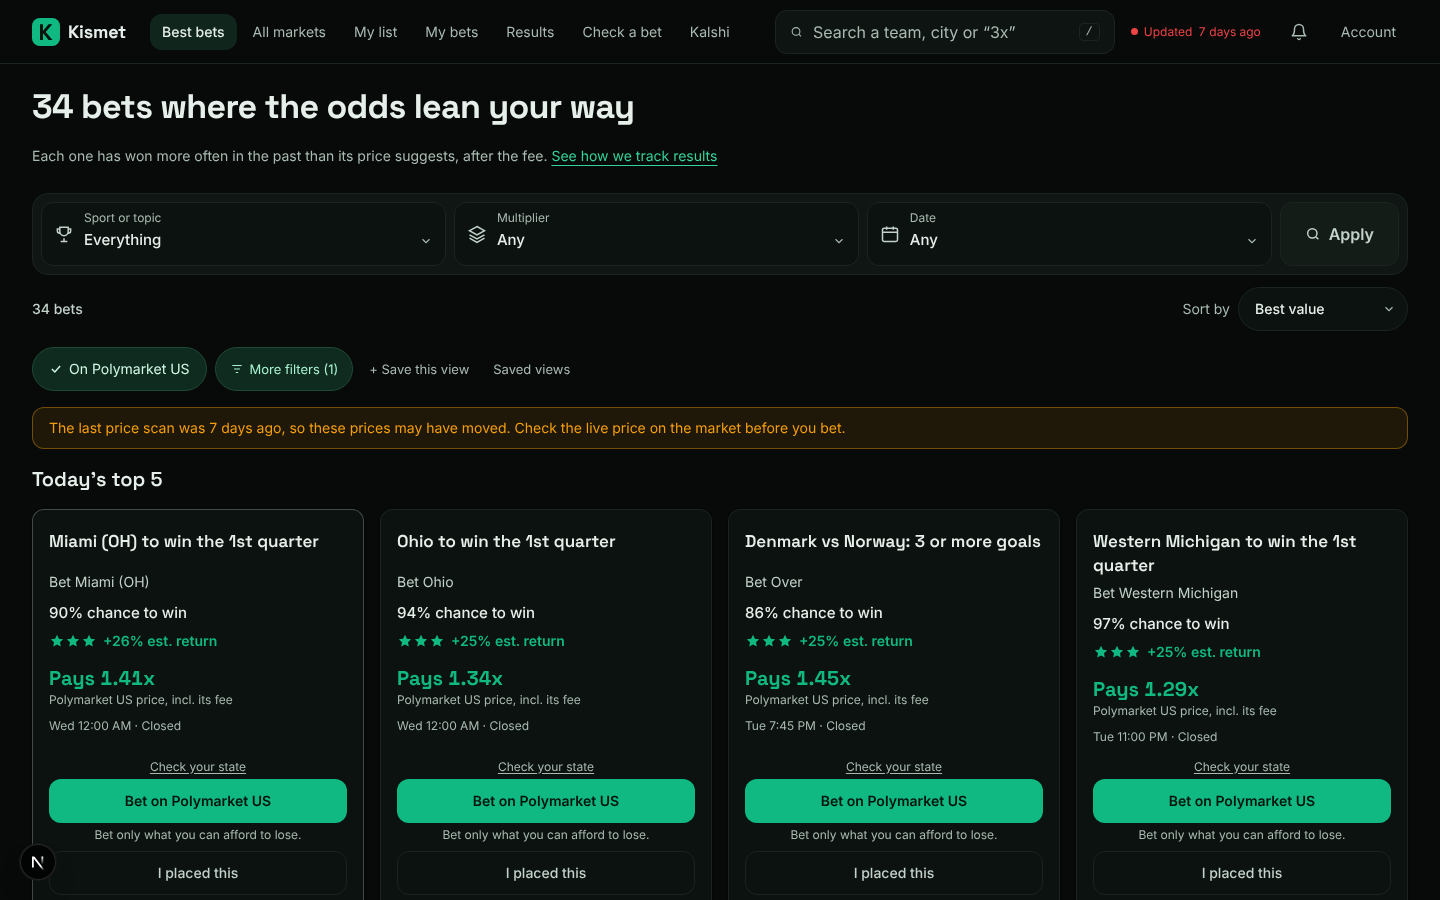 K Kismet
Best bets
All markets
My list
My bets
Results
Check a bet
Kalshi
Search a team, city or “3x”
/
Updated 7 days ago
Account
34 bets where the odds lean your way
Each one has won more often in the past than its price suggests, after the fee. See how we track results
Sport or topic
Everything
Multiplier
Any
Date
Any
Apply
34 bets
Sort by
Best value
On Polymarket US
More filters (1)
+ Save this view
Saved views
The last price scan was 7 days ago, so these prices may have moved. Check the live price on the market before you bet.
Today’s top 5
Miami (OH) to win the 1st quarter
Bet Miami (OH)
90% chance to win
+26% est. return
Pays 1.41x
Polymarket US price, incl. its fee
Wed 12:00 AM · Closed
Check your state
Bet on Polymarket US
Bet only what you can afford to lose.
I placed this
Ohio to win the 1st quarter
Bet Ohio
94% chance to win
+25% est. return
Pays 1.34x
Polymarket US price, incl. its fee
Wed 12:00 AM · Closed
Check your state
Bet on Polymarket US
Bet only what you can afford to lose.
I placed this
Denmark vs Norway: 3 or more goals
Bet Over
86% chance to win
+25% est. return
Pays 1.45x
Polymarket US price, incl. its fee
Tue 7:45 PM · Closed
Check your state
Bet on Polymarket US
Bet only what you can afford to lose.
I placed this
Western Michigan to win the 1st
quarter
Bet Western Michigan
97% chance to win
+25% est. return
Pays 1.29x
Polymarket US price, incl. its fee
Tue 11:00 PM · Closed
Check your state
Bet on Polymarket US
Bet only what you can afford to lose.
I placed this
N